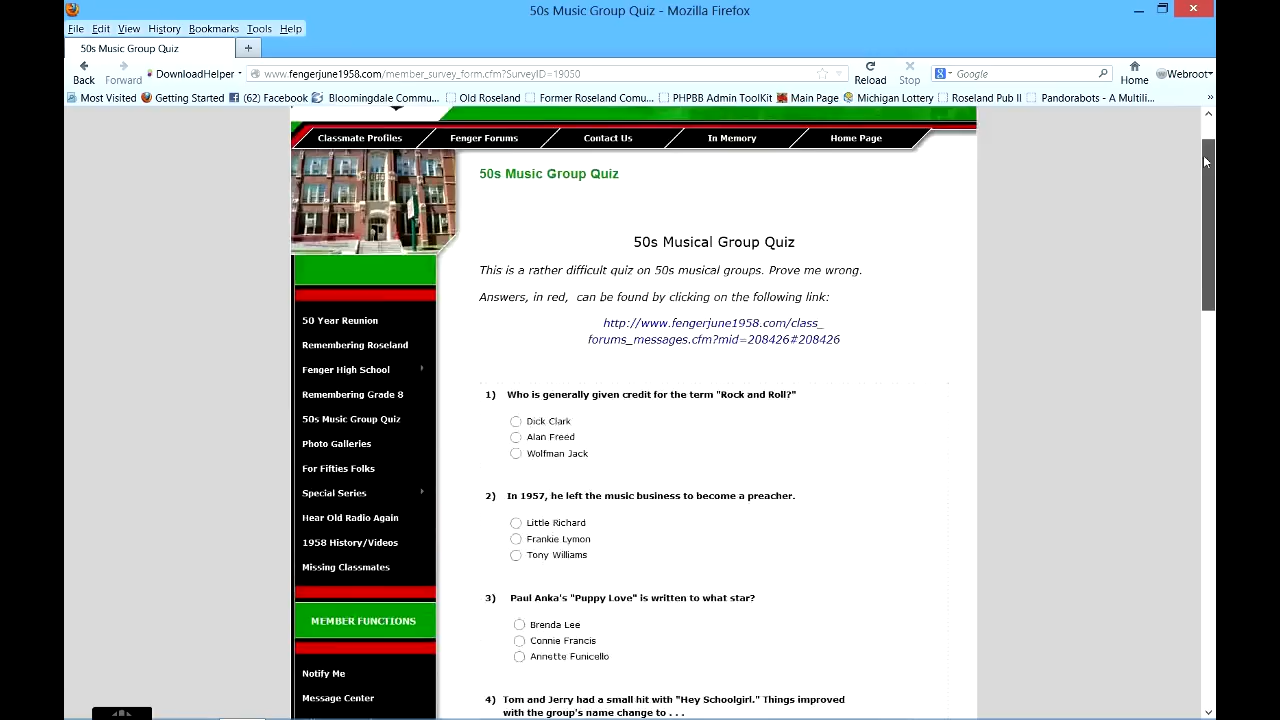 50s Music Group Quiz - Mozilla Firefox
File Edit View History Bookmarks Tools Help
50s Music Group Quiz
Back Forward DownloadHelper www.fengerjune1958.com/member_survey_form.cfm?SurveyID=19050 Reload Stop Google Home Webroot
Most Visited Getting Started (62) Facebook Bloomingdale Commu... Old Roseland Former Roseland Comu... PHPBB Admin ToolKit Main Page Michigan Lottery Roseland Pub II Pandorabots - A Multili...
Classmate Profiles Fenger Forums Contact Us In Memory Home Page
50s Music Group Quiz
50s Musical Group Quiz
This is a rather difficult quiz on 50s musical groups. Prove me wrong.
Answers, in red, can be found by clicking on the following link:
http://www.fengerjune1958.com/class_
forums_messages.cfm?mid=208426#208426
1) Who is generally given credit for the term "Rock and Roll?"
Dick Clark
Alan Freed
Wolfman Jack
2) In 1957, he left the music business to become a preacher.
Little Richard
Frankie Lymon
Tony Williams
3) Paul Anka's "Puppy Love" is written to what star?
Brenda Lee
Connie Francis
Annette Funicello
4) Tom and Jerry had a small hit with "Hey Schoolgirl." Things improved
with the group's name change to . . .
50 Year Reunion
Remembering Roseland
Fenger High School
Remembering Grade 8
50s Music Group Quiz
Photo Galleries
For Fifties Folks
Special Series
Hear Old Radio Again
1958 History/Videos
Missing Classmates
MEMBER FUNCTIONS
Notify Me
Message Center